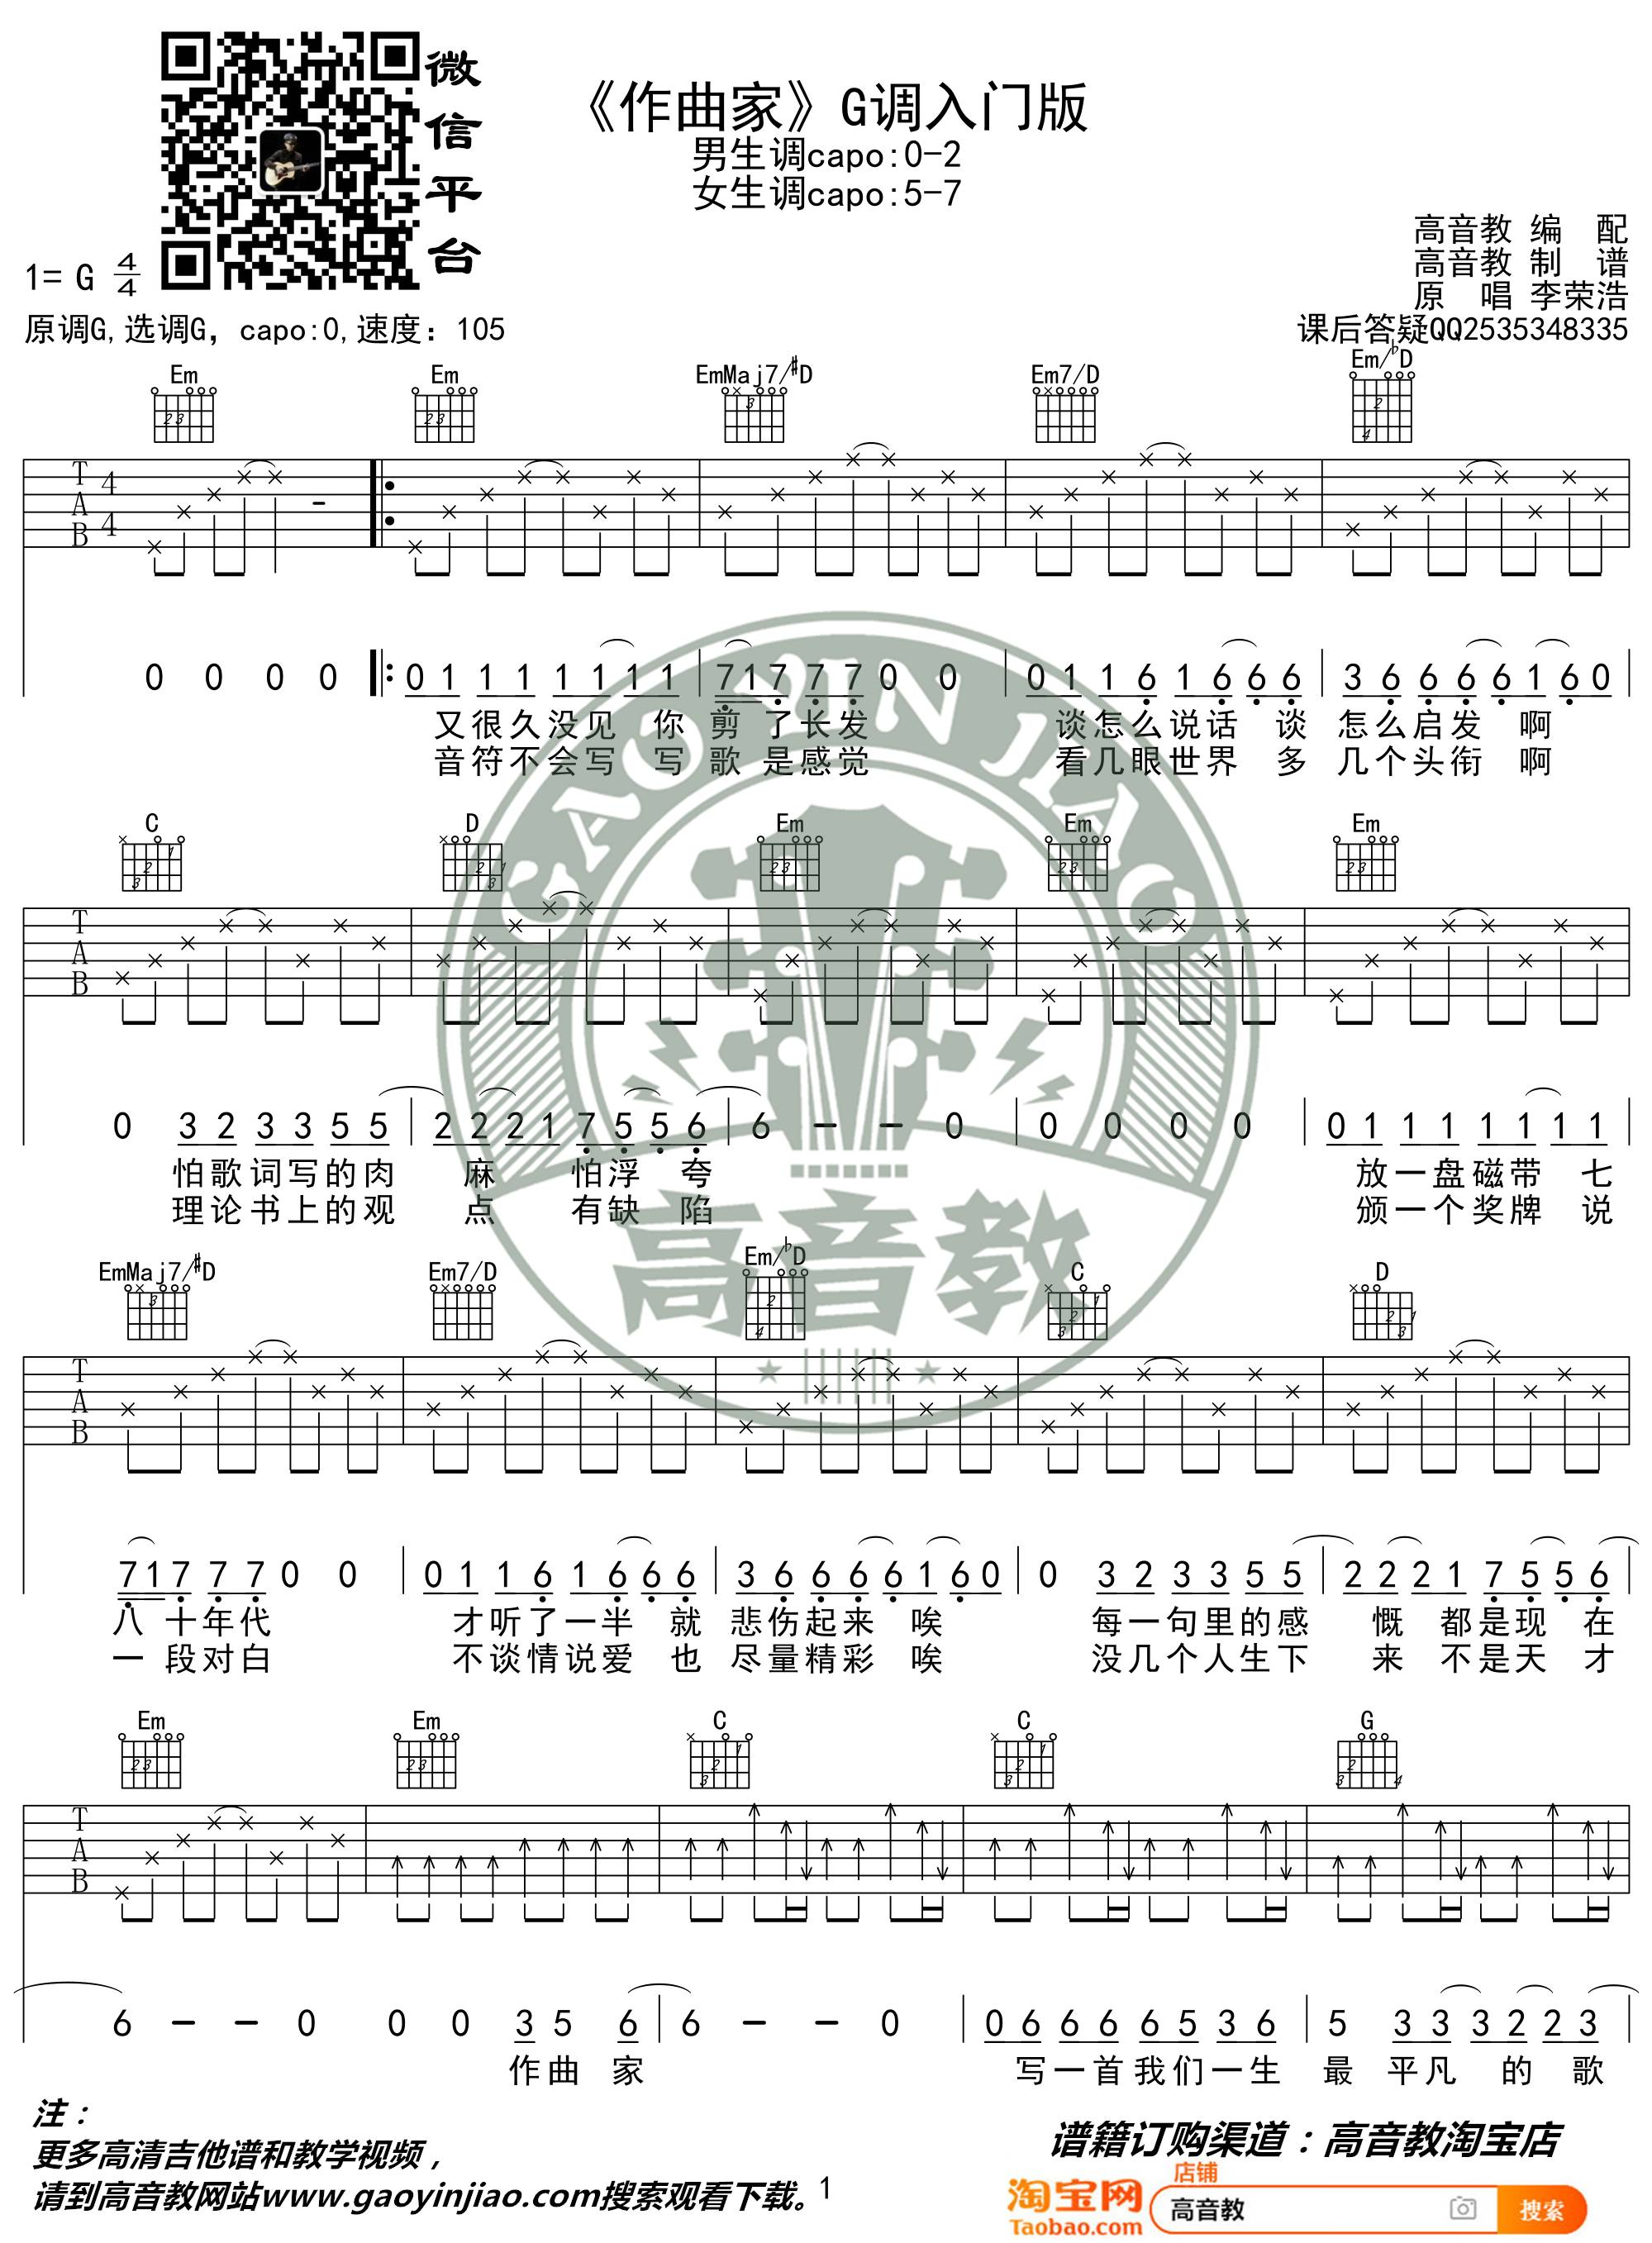 微信平台
《作曲家》G调入门版
男生调capo:0-2
女生调capo:5-7
高音教 编 配
高音教 制 谱
原 唱 李荣浩
课后答疑QQ2535348335
1= G 4/4
原调G,选调G, capo:0,速度: 105
Em Em EmMaj7/#D Em7/D Em/bD
T A B 4 4
0 0 0 0 0 1 1 1 1 1 1 1 7 1 7 7 7 0 0 0 1 1 6 1 6 6 6 3 6 6 6 6 1 6 0
又很久没见 你 剪 了长发 谈怎么说话 谈 怎么启发 啊
音符不会写 写 歌 是感觉 看几眼世界 多 几个头衔 啊
C D Em Em Em
T A B
0 3 2 3 3 5 5 2 2 2 1 7 5 5 6 6 - - 0 0 0 0 0 0 1 1 1 1 1 1 1
怕歌词写的肉 麻 怕浮 夸 放一盘磁带 七
理论书上的观 点 有缺 陷 颁一个奖牌 说
EmMaj7/#D Em7/D Em/bD C D
T A B
7 1 7 7 7 0 0 0 1 1 6 1 6 6 6 3 6 6 6 6 1 6 0 0 3 2 3 3 5 5 2 2 2 1 7 5 5 6
八 十年代 才听了一半 就 悲伤起来 唉 每一句里的感 慨 都是现 在
一 段对白 不谈情说爱 也 尽量精彩 唉 没几个人生下 来 不是天 才
Em Em C C G
T A B
6 - - 0 0 0 3 5 6 6 - - 0 0 6 6 6 6 5 3 6 5 3 3 3 2 2 3
作曲 家 写一首我们一生 最 平凡 的 歌
GAO YIN JIAO
高音教
注：
更多高清吉他谱和教学视频，
请到高音教网站www.gaoyinjiao.com搜索观看下载。
1
谱籍订购渠道：高音教淘宝店
淘宝网
Taobao.com
店铺
高音教
搜索